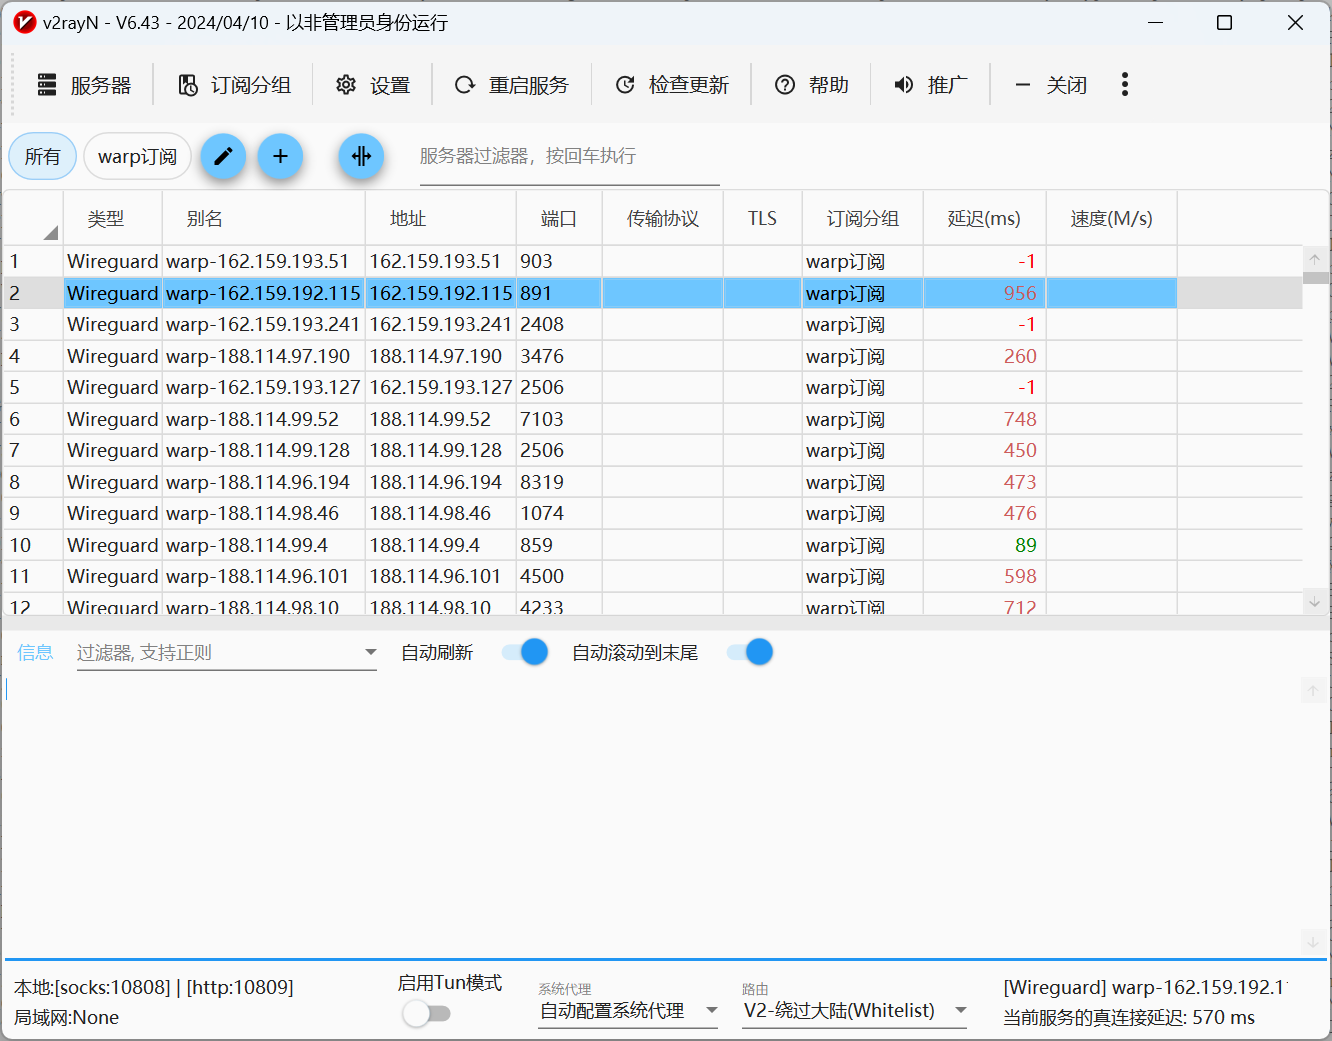 v2rayN - V6.43 - 2024/04/10 - 以非管理员身份运行
服务器 订阅分组 设置 重启服务 检查更新 帮助 推广 关闭
所有 warp订阅 服务器过滤器，按回车执行
类型 别名 地址 端口 传输协议 TLS 订阅分组 延迟(ms) 速度(M/s)
1 Wireguard warp-162.159.193.51 162.159.193.51 903 warp订阅 -1
2 Wireguard warp-162.159.192.115 162.159.192.115 891 warp订阅 956
3 Wireguard warp-162.159.193.241 162.159.193.241 2408 warp订阅 -1
4 Wireguard warp-188.114.97.190 188.114.97.190 3476 warp订阅 260
5 Wireguard warp-162.159.193.127 162.159.193.127 2506 warp订阅 -1
6 Wireguard warp-188.114.99.52 188.114.99.52 7103 warp订阅 748
7 Wireguard warp-188.114.99.128 188.114.99.128 2506 warp订阅 450
8 Wireguard warp-188.114.96.194 188.114.96.194 8319 warp订阅 473
9 Wireguard warp-188.114.98.46 188.114.98.46 1074 warp订阅 476
10 Wireguard warp-188.114.99.4 188.114.99.4 859 warp订阅 89
11 Wireguard warp-188.114.96.101 188.114.96.101 4500 warp订阅 598
12 Wireguard warp-188.114.98.10 188.114.98.10 4233 warp订阅 712
信息 过滤器, 支持正则 自动刷新 自动滚动到末尾
本地:[socks:10808] | [http:10809]
局域网:None
启用Tun模式
系统代理
自动配置系统代理
路由
V2-绕过大陆(Whitelist)
[Wireguard] warp-162.159.192.1
当前服务的真连接延迟: 570 ms